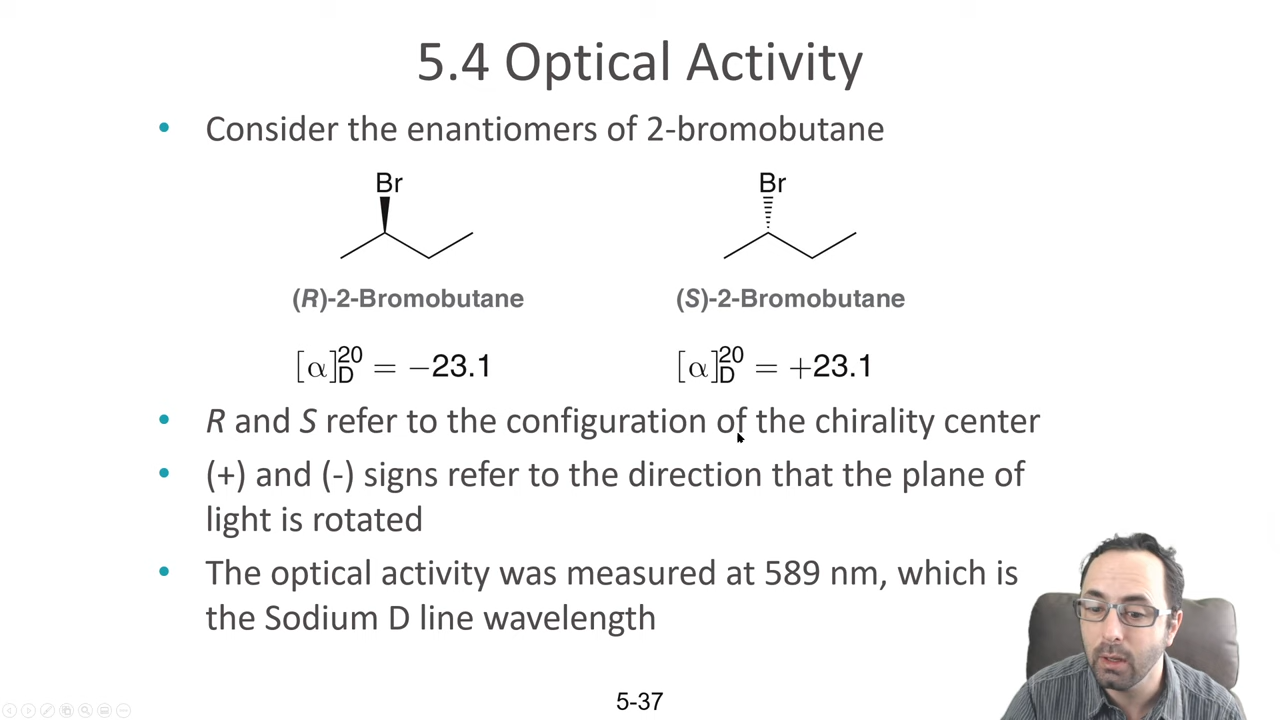 5.4 Optical Activity
• Consider the enantiomers of 2-bromobutane
Br Br
(R)-2-Bromobutane (S)-2-Bromobutane
[α]20D = −23.1 [α]20D = +23.1
• R and S refer to the configuration of the chirality center
• (+) and (-) signs refer to the direction that the plane of
light is rotated
• The optical activity was measured at 589 nm, which is
the Sodium D line wavelength
5-37